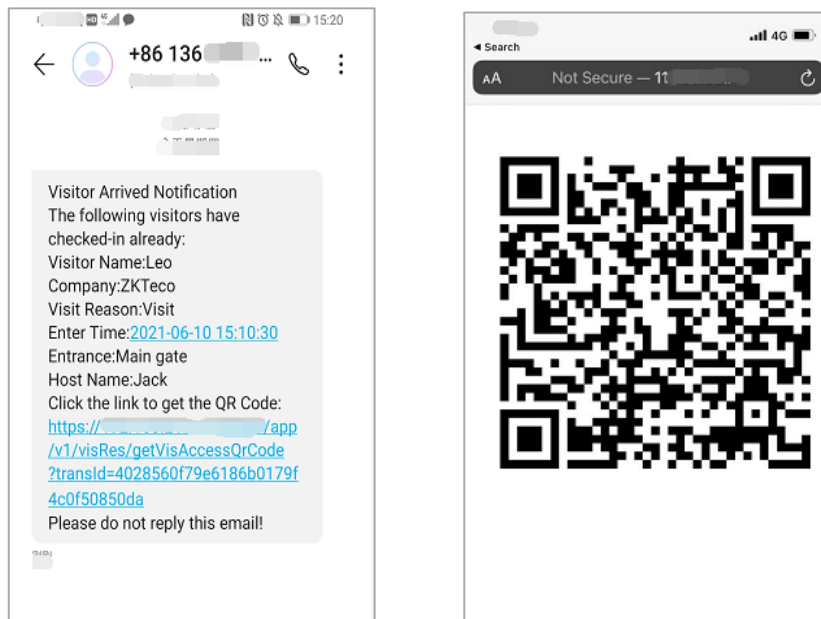 15:20
+86 136 ...
Visitor Arrived Notification
The following visitors have
checked-in already:
Visitor Name:Leo
Company:ZKTeco
Visit Reason:Visit
Enter Time:2021-06-10 15:10:30
Entrance:Main gate
Host Name:Jack
Click the link to get the QR Code:
https:// /app
/v1/visRes/getVisAccessQrCode
?transId=4028560f79e6186b0179f
4c0f50850da
Please do not reply this email!
4G
◀ Search
AA Not Secure — 11